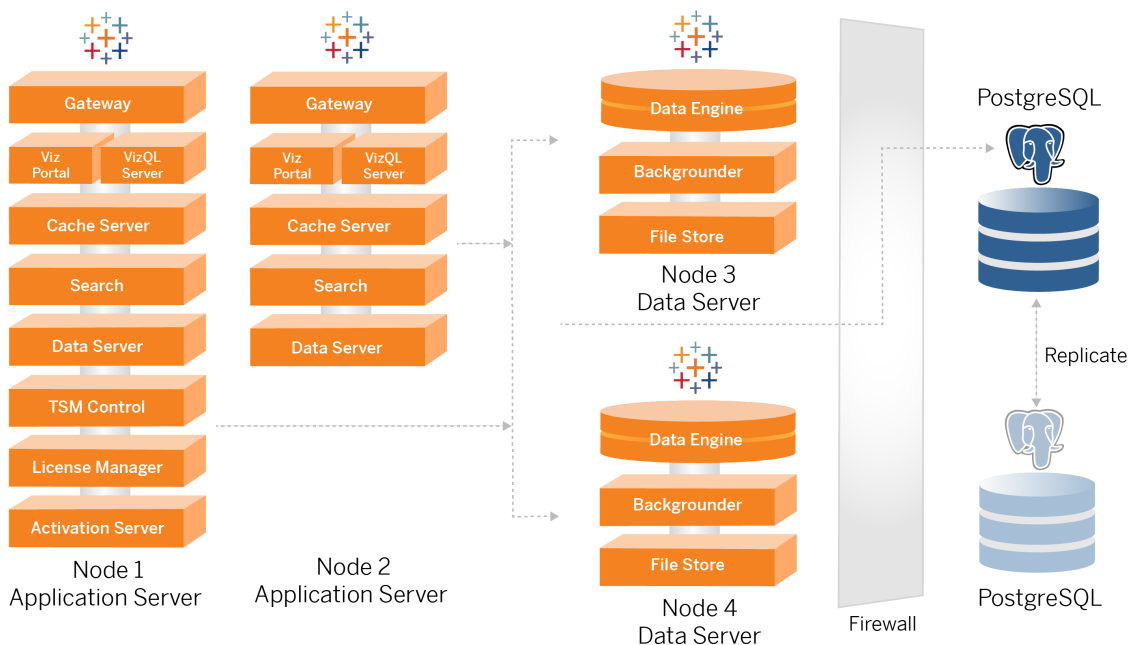 Gateway
Viz
Portal
VizQL
Server
Cache Server
Search
Data Server
TSM Control
License Manager
Activation Server
Node 1
Application Server
Gateway
Viz
Portal
VizQL
Server
Cache Server
Search
Data Server
Node 2
Application Server
Data Engine
Backgrounder
File Store
Node 3
Data Server
Data Engine
Backgrounder
File Store
Node 4
Data Server
Firewall
PostgreSQL
Replicate
PostgreSQL